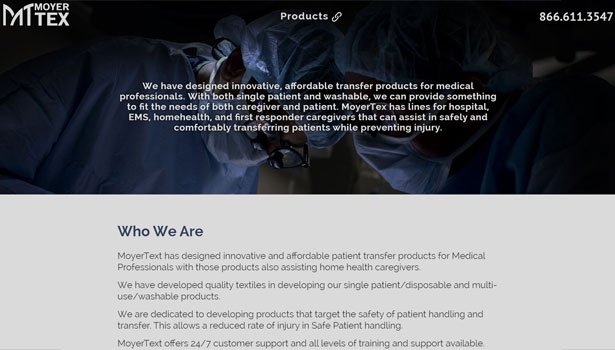 MOYER
TEX
Products
866.611.3547
We have designed innovative, affordable transfer products for medical
professionals. With both single patient and washable, we can provide something
to fit the needs of both caregiver and patient. MoyerTex has lines for hospital,
EMS, homehealth, and first responder caregivers that can assist in safely and
comfortably transferring patients while preventing injury.
Who We Are
MoyerText has designed innovative and affordable patient transfer products for Medical
Professionals with those products also assisting home health caregivers.
We have developed quality textiles in developing our single patient/disposable and multi-
use/washable products.
We are dedicated to developing products that target the safety of patient handling and
transfer. This allows a reduced rate of injury in Safe Patient handling.
MoyerText offers 24/7 customer support and all levels of training and support available.